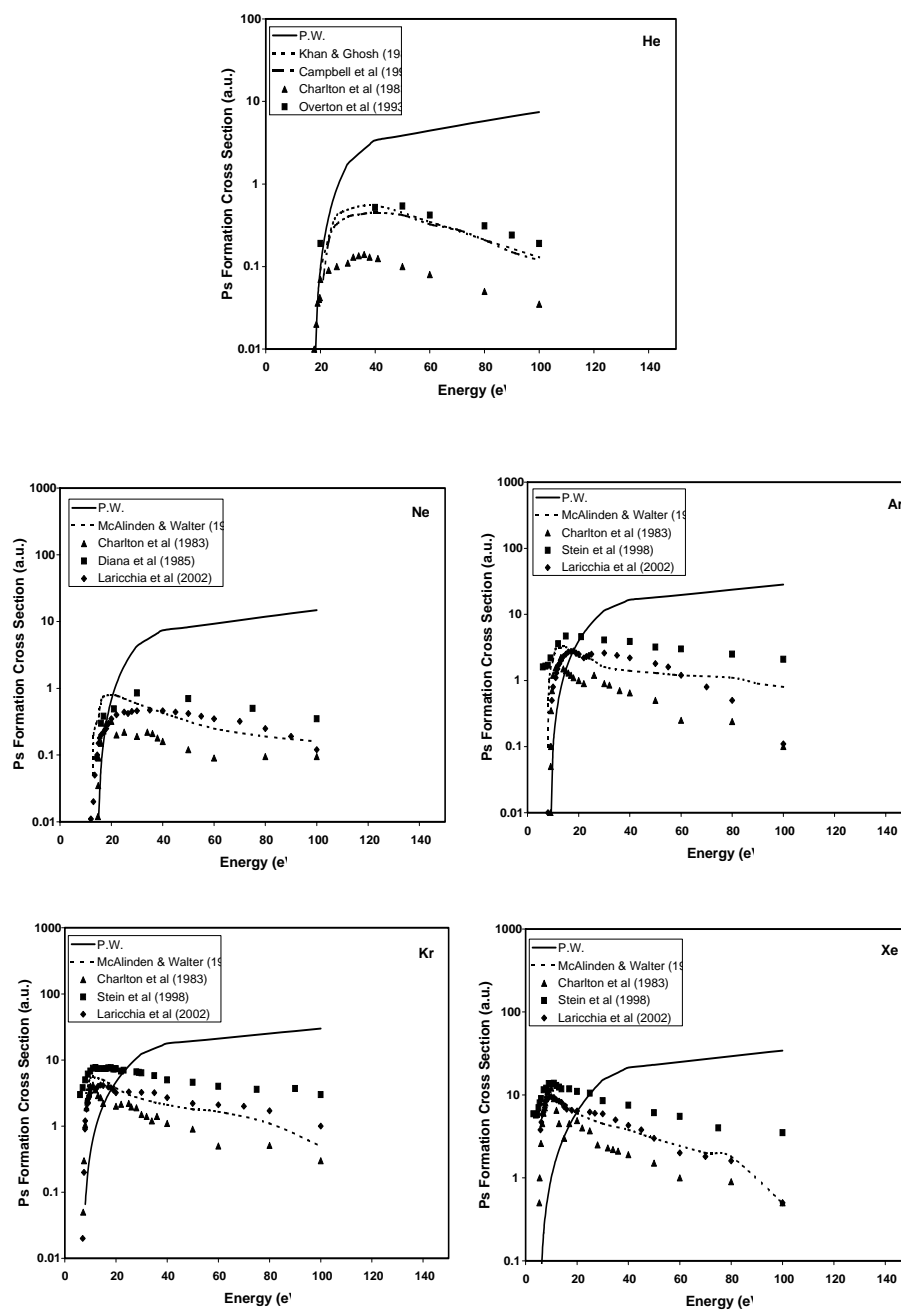 He
P.W.
Khan & Ghosh (19
Campbell et al (199
Charlton et al (198
Overton et al (1993
Ps Formation Cross Section (a.u.)
100
10
1
0.1
0.01
0 20 40 60 80 100 120 140
Energy (e
Ne
P.W.
McAlinden & Walter (19
Charlton et al (1983)
Diana et al (1985)
Laricchia et al (2002)
Ps Formation Cross Section (a.u.)
1000
100
10
1
0.1
0.01
0 20 40 60 80 100 120 140
Energy (e
Ar
P.W.
McAlinden & Walter (19
Charlton et al (1983)
Stein et al (1998)
Laricchia et al (2002)
Ps Formation Cross Section (a.u.)
1000
100
10
1
0.1
0.01
0 20 40 60 80 100 120 140
Energy (e
Kr
P.W.
McAlinden & Walter (19
Charlton et al (1983)
Stein et al (1998)
Laricchia et al (2002)
Ps Formation Cross Section (a.u.)
1000
100
10
1
0.1
0.01
0 20 40 60 80 100 120 140
Energy (e
Xe
P.W.
McAlinden & Walter (19
Charlton et al (1983)
Stein et al (1998)
Laricchia et al (2002)
Ps Formation Cross Section (a.u.)
1000
100
10
1
0.1
0 20 40 60 80 100 120 140
Energy (e